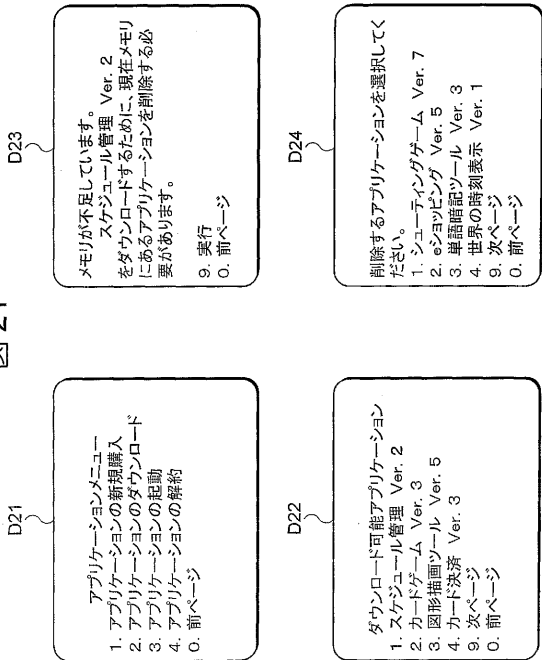 図 21
D21
アプリケーションメニュー
1. アプリケーションの新規購入
2. アプリケーションのダウンロード
3. アプリケーションの起動
4. アプリケーションの解約
0. 前ページ
D22
ダウンロード可能アプリケーション
1. スケジュール管理 Ver. 2
2. カードゲーム Ver. 3
3. 図形描画ツール Ver. 5
4. カード決済 Ver. 3
9. 次ページ
0. 前ページ
D23
メモリが不足しています。
スケジュール管理 Ver. 2
をダウンロードするために、現在メモリ
にあるアプリケーションを削除する必
要があります。
9. 実行
0. 前ページ
D24
削除するアプリケーションを選択してく
ださい。
1. シューティングゲーム Ver. 7
2. eショッピング Ver. 5
3. 単語暗記ツール Ver. 3
4. 世界の時刻表示 Ver. 1
9. 次ページ
0. 前ページ